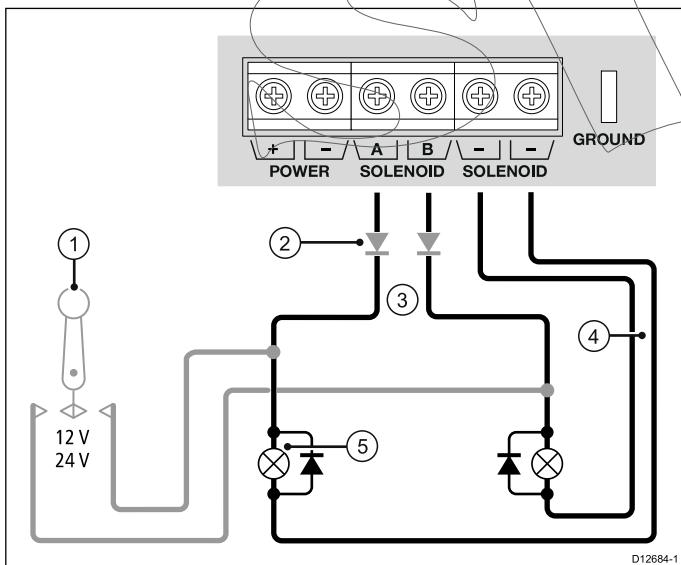 + - A B - -
POWER SOLENOID SOLENOID
GROUND
1
2
3
4
12 V
24 V
5
D12684-1